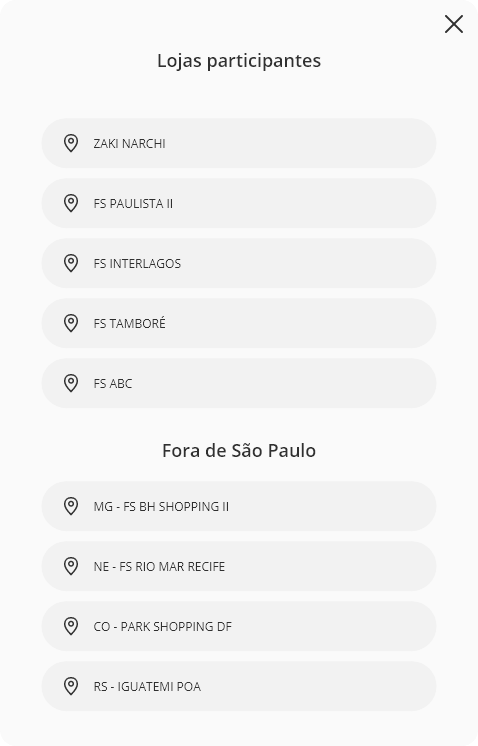 Lojas participantes
ZAKI NARCHI
FS PAULISTA II
FS INTERLAGOS
FS TAMBORÉ
FS ABC
Fora de São Paulo
MG - FS BH SHOPPING II
NE - FS RIO MAR RECIFE
CO - PARK SHOPPING DF
RS - IGUATEMI POA